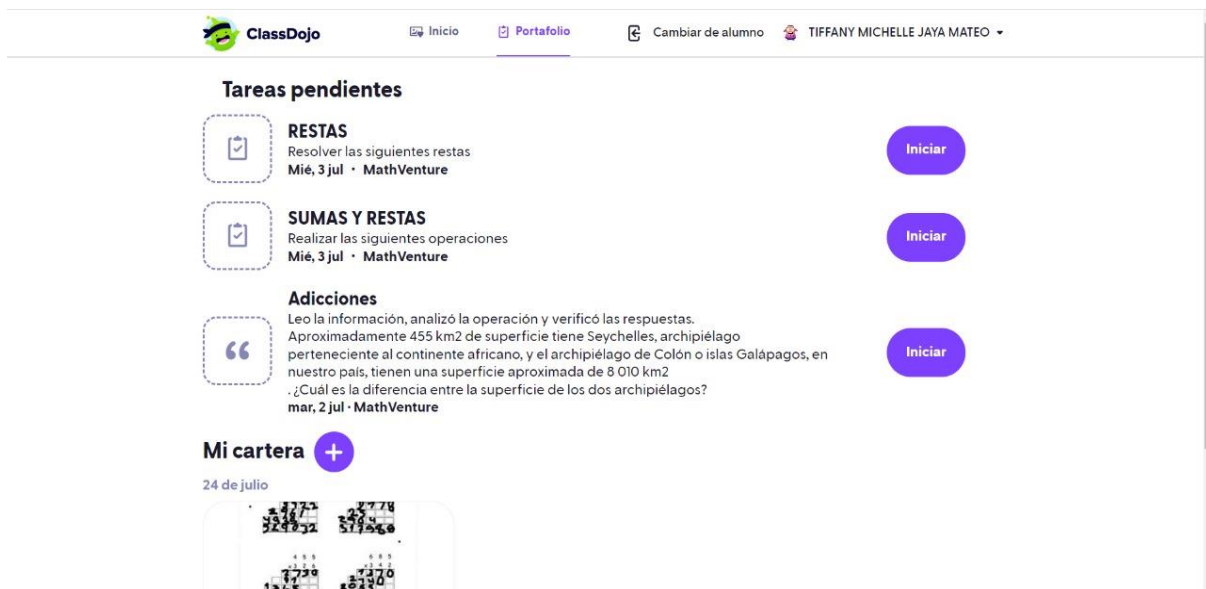 ClassDojo
Inicio
Portafolio
Cambiar de alumno
TIFFANY MICHELLE JAYA MATEO
Tareas pendientes
RESTAS
Resolver las siguientes restas
Mié, 3 jul · MathVenture
Iniciar
SUMAS Y RESTAS
Realizar las siguientes operaciones
Mié, 3 jul · MathVenture
Iniciar
Adicciones
Leo la información, analizó la operación y verificó las respuestas.
Aproximadamente 455 km2 de superficie tiene Seychelles, archipiélago
perteneciente al continente africano, y el archipiélago de Colón o islas Galápagos, en
nuestro país, tienen una superficie aproximada de 8 010 km2
. ¿Cuál es la diferencia entre la superficie de los dos archipiélagos?
mar, 2 jul · MathVenture
Iniciar
Mi cartera +
24 de julio